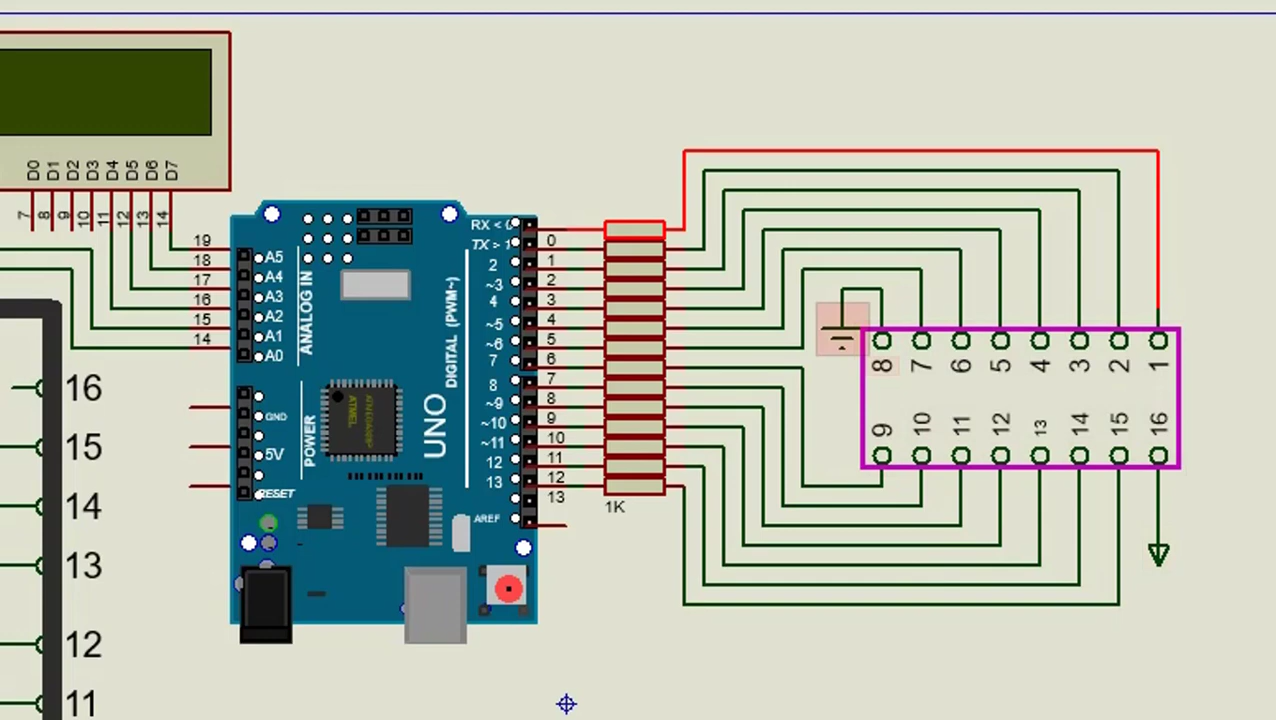 D0 D1 D2 D3 D4 D5 D6 D7
7 8 9 10 11 12 13 14
19
18
17
16
15
14
A5
A4
A3
A2
A1
A0
ANALOG IN
GND
5V
RESET
POWER
ATMEL
UNO
DIGITAL (PWM~)
RX < 0
TX > 1
2
~3
4
~5
~6
7
8
~9
~10
~11
12
13
AREF
0
1
2
3
4
5
6
7
8
9
10
11
12
13
1K
8 7 6 5 4 3 2 1
9 10 11 12 13 14 15 16
16
15
14
13
12
11